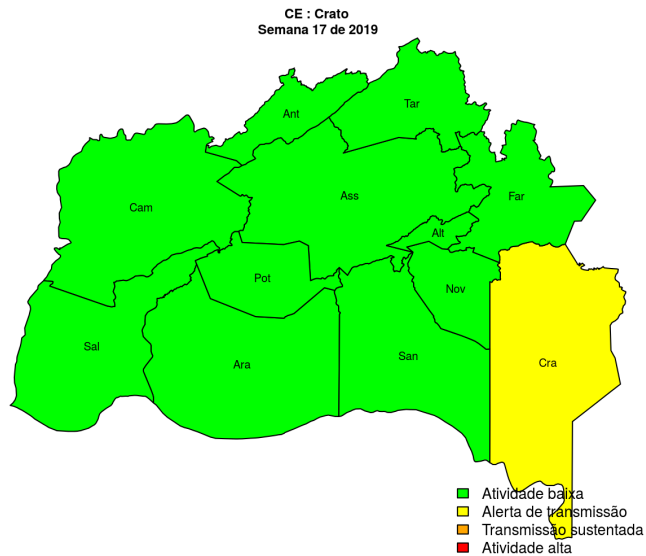 CE : Crato
Semana 17 de 2019
Ant
Tar
Cam
Ass
Far
Alt
Pot
Nov
Sal
Ara
San
Cra
Atividade baixa
Alerta de transmissão
Transmissão sustentada
Atividade alta